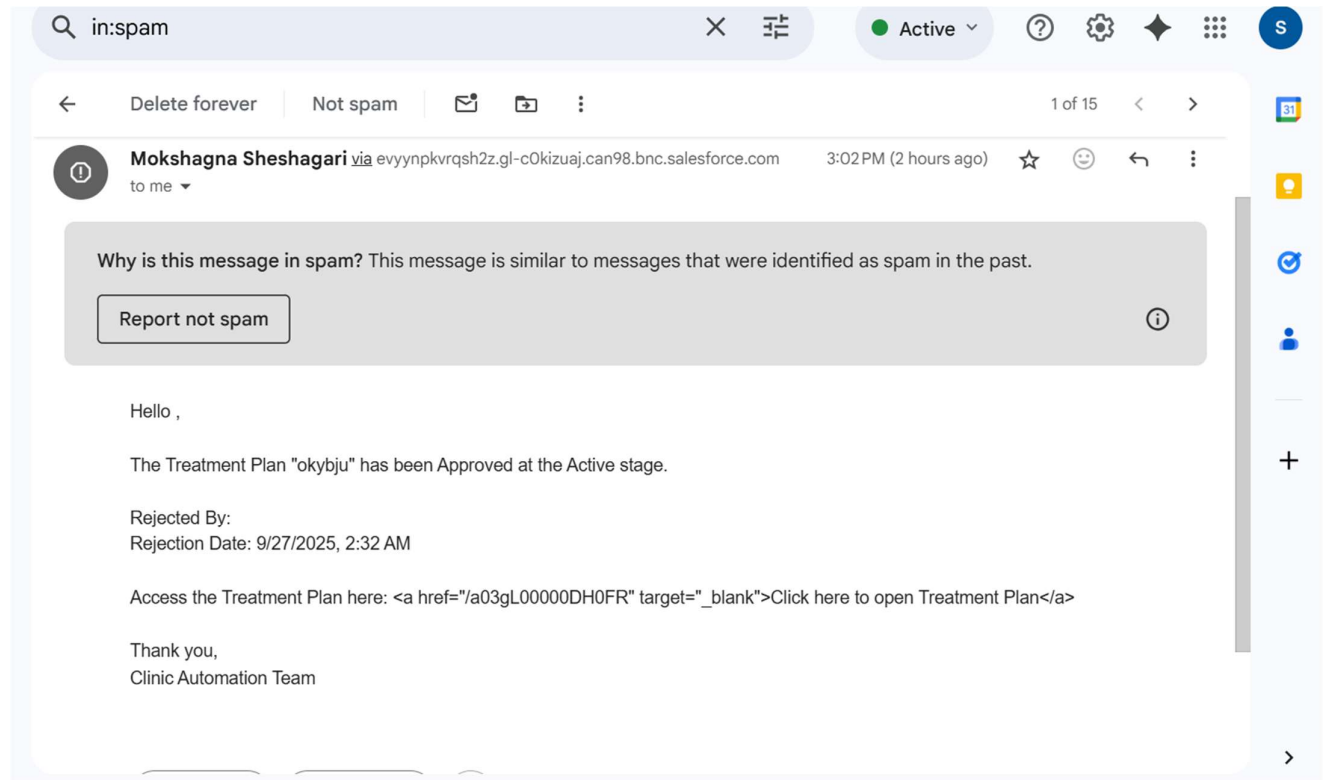 in:spam
Active
S
Delete forever
Not spam
1 of 15
31
Mokshagna Sheshagari via evyynpkvrqsh2z.gl-c0kizuaj.can98.bnc.salesforce.com 3:02 PM (2 hours ago)
to me
Why is this message in spam? This message is similar to messages that were identified as spam in the past.
Report not spam
Hello ,
The Treatment Plan "okybju" has been Approved at the Active stage.
Rejected By:
Rejection Date: 9/27/2025, 2:32 AM
Access the Treatment Plan here: <a href="/a03gL00000DH0FR" target="_blank">Click here to open Treatment Plan</a>
Thank you,
Clinic Automation Team